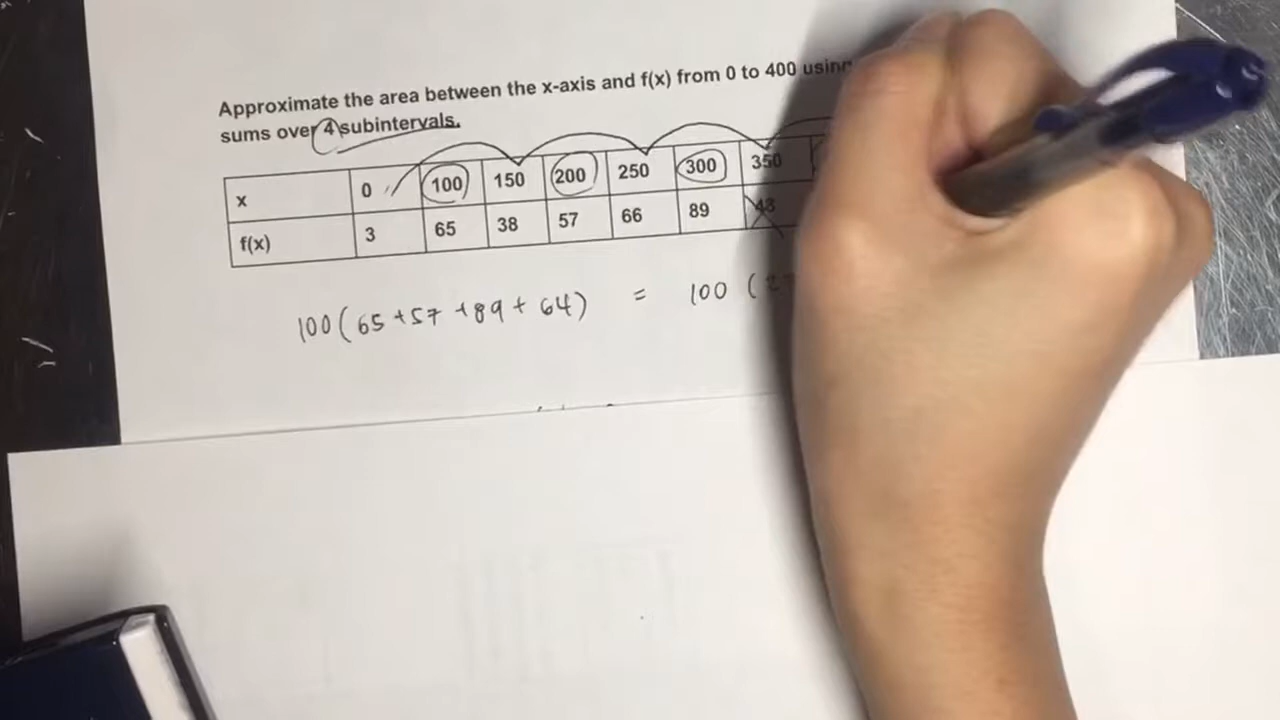 Approximate the area between the x-axis and f(x) from 0 to 400 using
sums over 4 subintervals.
x 0 100 150 200 250 300 350
f(x) 3 65 38 57 66 89 43
100(65+57+89+64) = 100 (